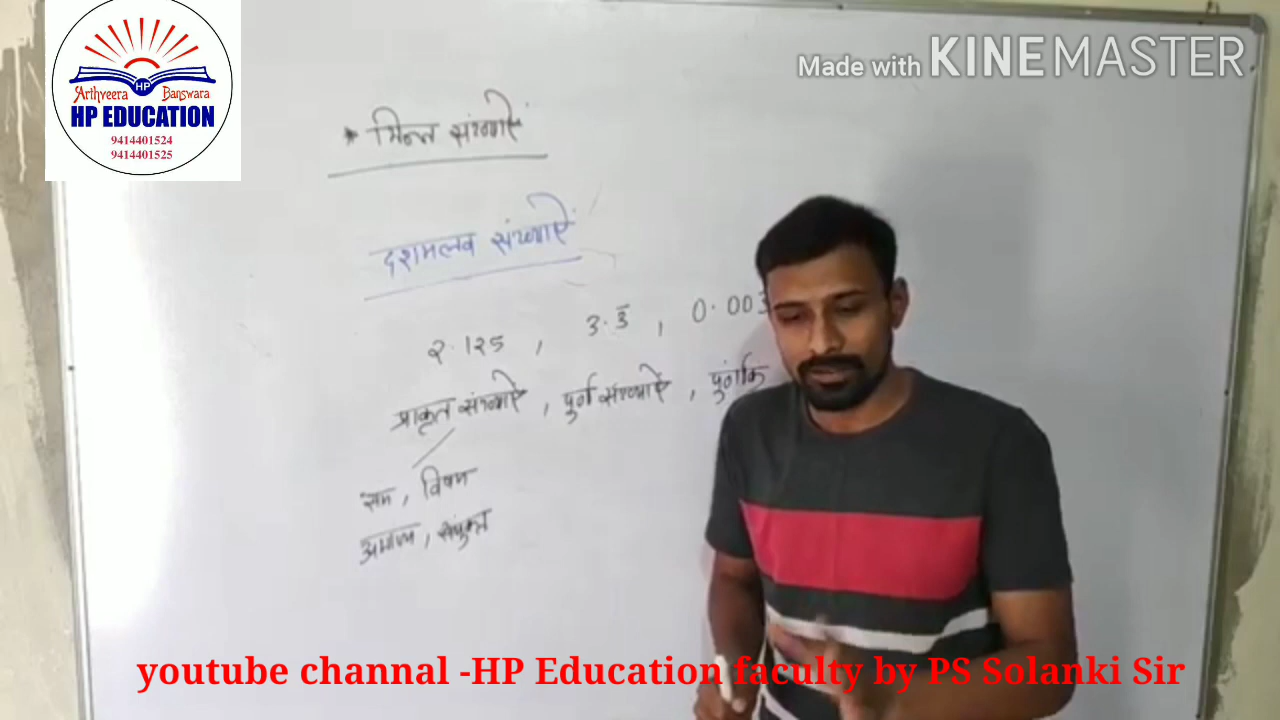 Made with KINEMASTER
HP
Arthveera Banswara
HP EDUCATION
9414401524
9414401525
* भिन्न संख्याऐं
दशमलव संख्याऐं
2.125 , 3.3̅ , 0.003
प्राकृत संख्याऐ , पुर्ण संख्याऐ , पुर्णांक
सम , विषम
अभाज्य , संयुक्त
youtube channal -HP Education faculty by PS Solanki Sir